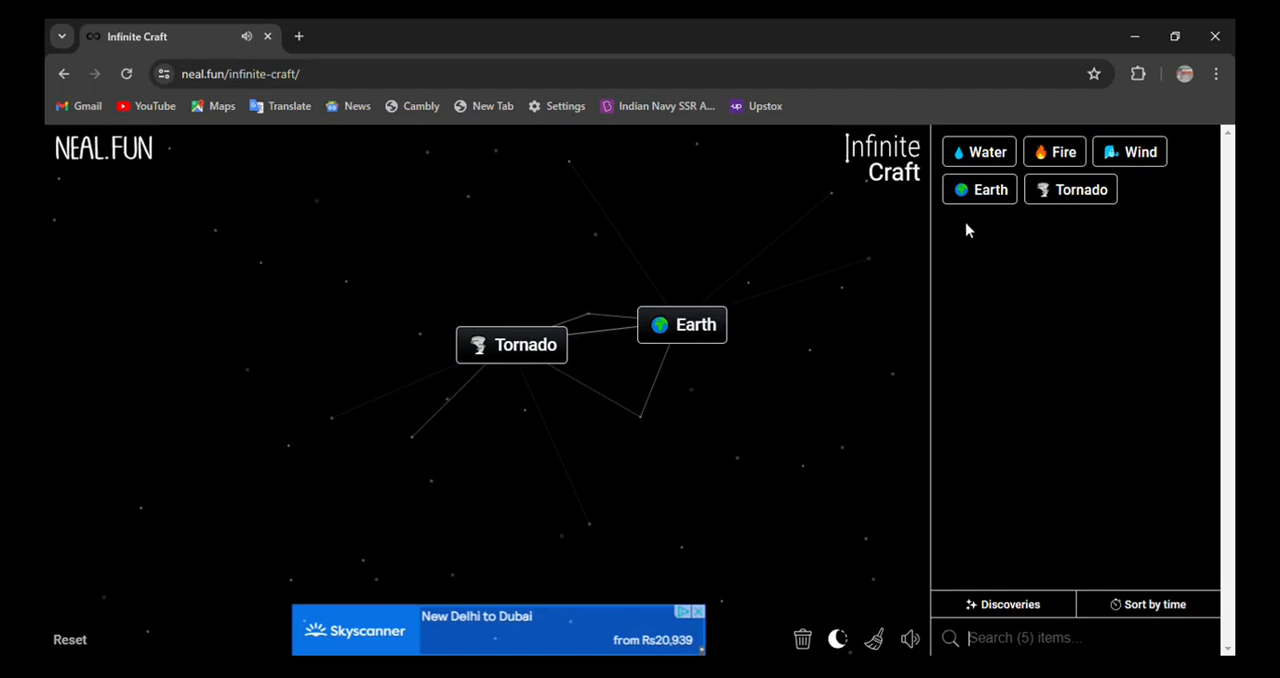 Infinite Craft
neal.fun/infinite-craft/
Gmail YouTube Maps Translate News Cambly New Tab Settings Indian Navy SSR A... Upstox
NEAL.FUN
Infinite
Craft
Water Fire Wind
Earth Tornado
Earth
Tornado
Discoveries Sort by time
Search (5) items...
Reset
Skyscanner
New Delhi to Dubai
from Rs20,939